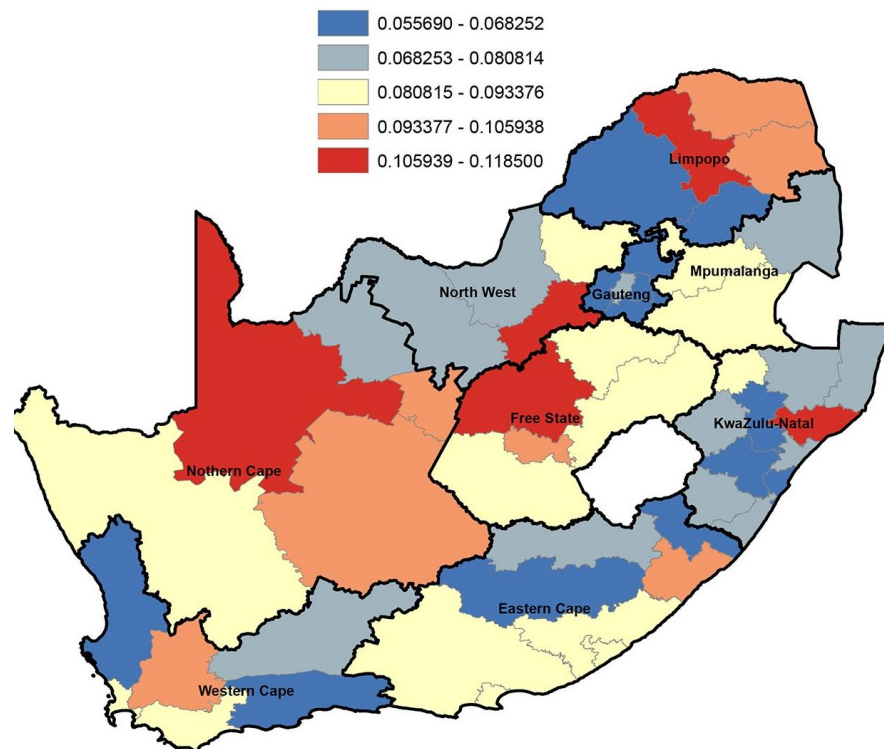 0.055690 - 0.068252
0.068253 - 0.080814
0.080815 - 0.093376
0.093377 - 0.105938
0.105939 - 0.118500
Limpopo
Mpumalanga
North West
Gauteng
Free State
KwaZulu-Natal
Nothern Cape
Eastern Cape
Western Cape